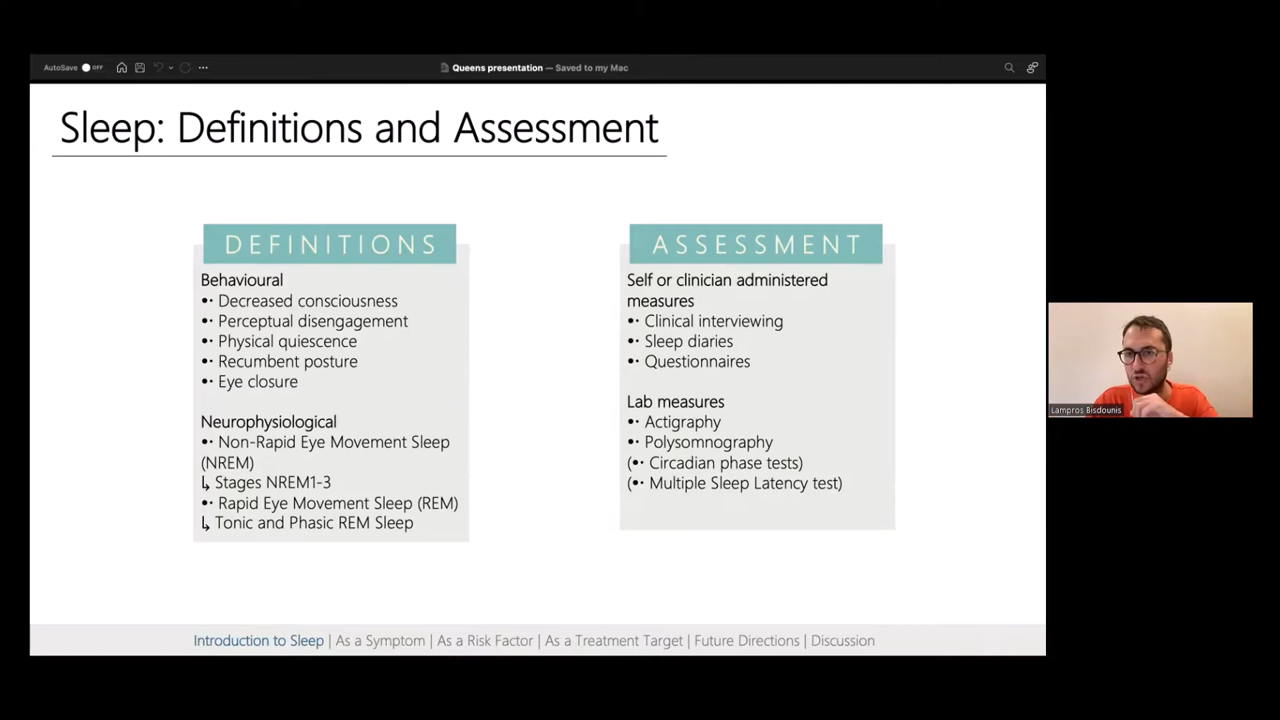 AutoSave OFF
Queens presentation — Saved to my Mac
Sleep: Definitions and Assessment
DEFINITIONS
Behavioural
•· Decreased consciousness
•· Perceptual disengagement
•· Physical quiescence
•· Recumbent posture
•· Eye closure
Neurophysiological
•· Non-Rapid Eye Movement Sleep
(NREM)
↳ Stages NREM1-3
•· Rapid Eye Movement Sleep (REM)
↳ Tonic and Phasic REM Sleep
ASSESSMENT
Self or clinician administered
measures
•· Clinical interviewing
•· Sleep diaries
•· Questionnaires
Lab measures
•· Actigraphy
•· Polysomnography
(•· Circadian phase tests)
(•· Multiple Sleep Latency test)
Introduction to Sleep | As a Symptom | As a Risk Factor | As a Treatment Target | Future Directions | Discussion
Lampros Bisdounis